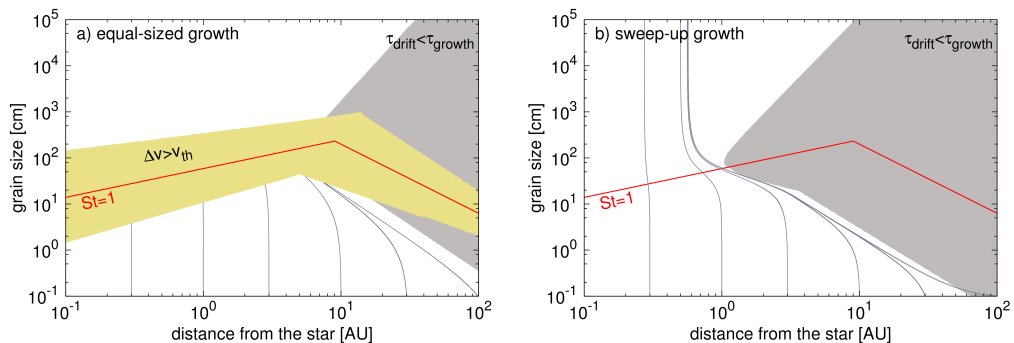 a) equal-sized growth
τdrift<τgrowth
Δv>vth
St=1
grain size [cm]
10^5
10^4
10^3
10^2
10^1
10^0
10^-1
10^-1
10^0
10^1
10^2
distance from the star [AU]
b) sweep-up growth
τdrift<τgrowth
St=1
grain size [cm]
10^5
10^4
10^3
10^2
10^1
10^0
10^-1
10^-1
10^0
10^1
10^2
distance from the star [AU]